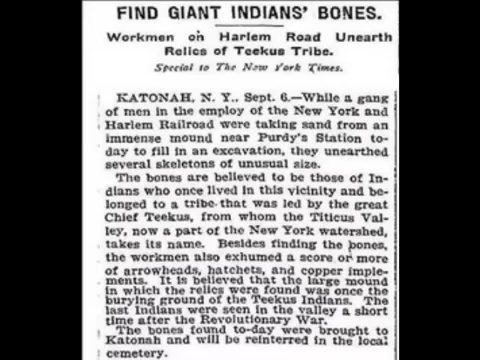 FIND GIANT INDIANS' BONES.
Workmen on Harlem Road Unearth
Relics of Teekus Tribe.
Special to The New York Times.
KATONAH, N. Y., Sept. 6.—While a gang
of men in the employ of the New York and
Harlem Railroad were taking sand from an
immense mound near Purdy's Station to-
day to fill in an excavation, they unearthed
several skeletons of unusual size.
The bones are believed to be those of In-
dians who once lived in this vicinity and be-
longed to a tribe that was led by the great
Chief Teekus, from whom the Titicus Val-
ley, now a part of the New York watershed,
takes its name. Besides finding the bones,
the workmen also exhumed a score or more
of arrowheads, hatchets, and copper imple-
ments. It is believed that the large mound
in which the relics were found was once the
burying ground of the Teekus Indians. The
last Indians were seen in the valley a short
time after the Revolutionary War.
The bones found to-day were brought to
Katonah and will be reinterred in the local
cemetery.